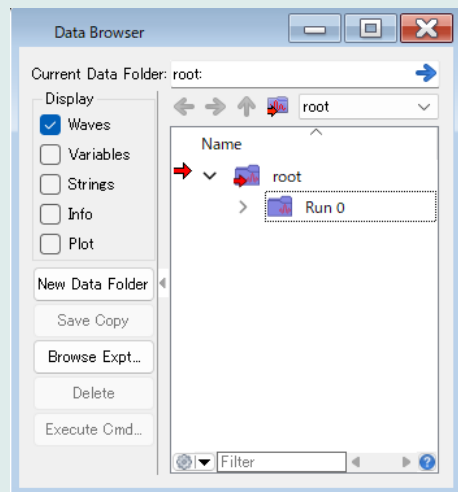 Data Browser
Current Data Folder: root:
Display
Waves
Variables
Strings
Info
Plot
New Data Folder
Save Copy
Browse Expt...
Delete
Execute Cmd...
root
Name
root
Run 0
Filter